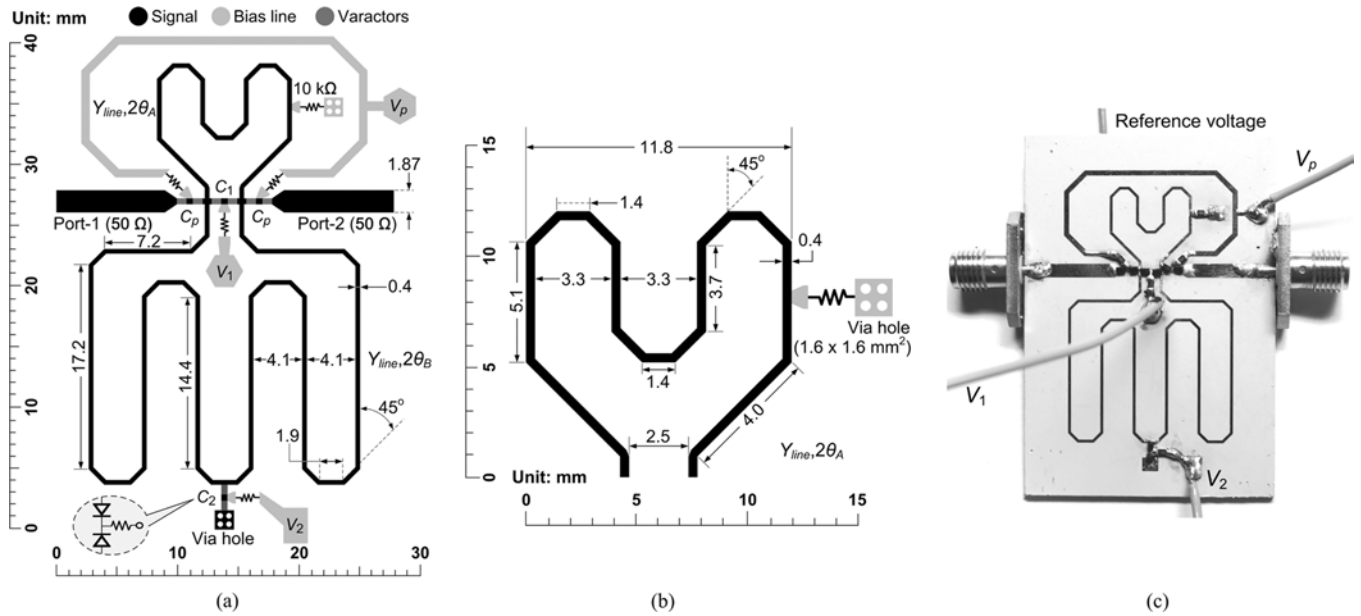 Unit: mm
Signal
Bias line
Varactors
40
30
20
10
0
0
10
20
30
Y_line,2θ_A
10 kΩ
V_p
1.87
C_1
C_p
C_p
Port-1 (50 Ω)
Port-2 (50 Ω)
7.2
V_1
0.4
17.2
14.4
4.1
4.1
Y_line,2θ_B
45°
1.9
C_2
V_2
Via hole
(a)
15
10
5
0
11.8
45°
1.4
0.4
3.3
3.3
3.7
5.1
1.4
Via hole
(1.6 x 1.6 mm²)
4.0
2.5
Y_line,2θ_A
Unit: mm
0
5
10
15
(b)
Reference voltage
V_p
V_1
V_2
(c)